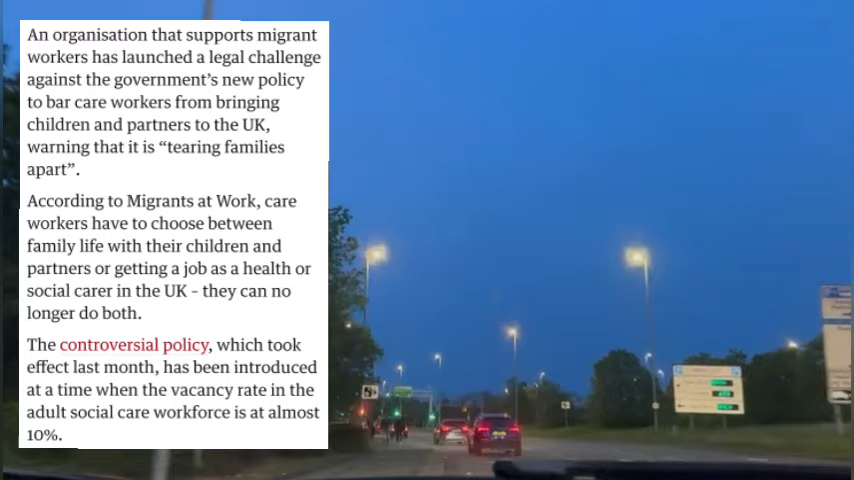 An organisation that supports migrant
workers has launched a legal challenge
against the government’s new policy
to bar care workers from bringing
children and partners to the UK,
warning that it is “tearing families
apart”.
According to Migrants at Work, care
workers have to choose between
family life with their children and
partners or getting a job as a health or
social carer in the UK – they can no
longer do both.
The controversial policy, which took
effect last month, has been introduced
at a time when the vacancy rate in the
adult social care workforce is at almost
10%.